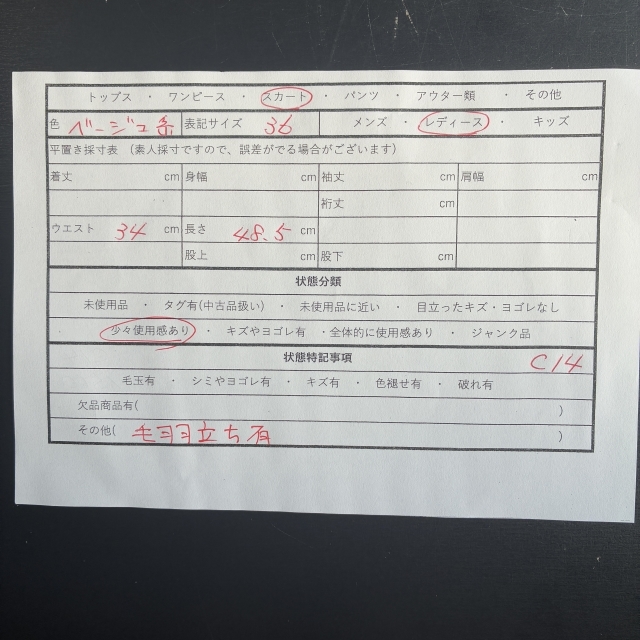 トップス ・ ワンピース ・ スカート ・ パンツ ・ アウター類 ・ その他
色 ベージュ系 表記サイズ 36 メンズ ・ レディース ・ キッズ
平置き採寸表 (素人採寸ですので、誤差がでる場合がございます)
着丈 cm 身幅 cm 袖丈 cm 肩幅 cm
裄丈 cm
ウエスト 34 cm 長さ 48.5 cm
股上 cm 股下 cm
状態分類
未使用品 ・ タグ有(中古品扱い) ・ 未使用品に近い ・ 目立ったキズ・ヨゴレなし
少々使用感あり ・ キズやヨゴレ有 ・全体的に使用感あり ・ ジャンク品
状態特記事項 C14
毛玉有 ・ シミやヨゴレ有 ・ キズ有 ・ 色褪せ有 ・ 破れ有
欠品商品有( )
その他( 毛羽立ち有 )